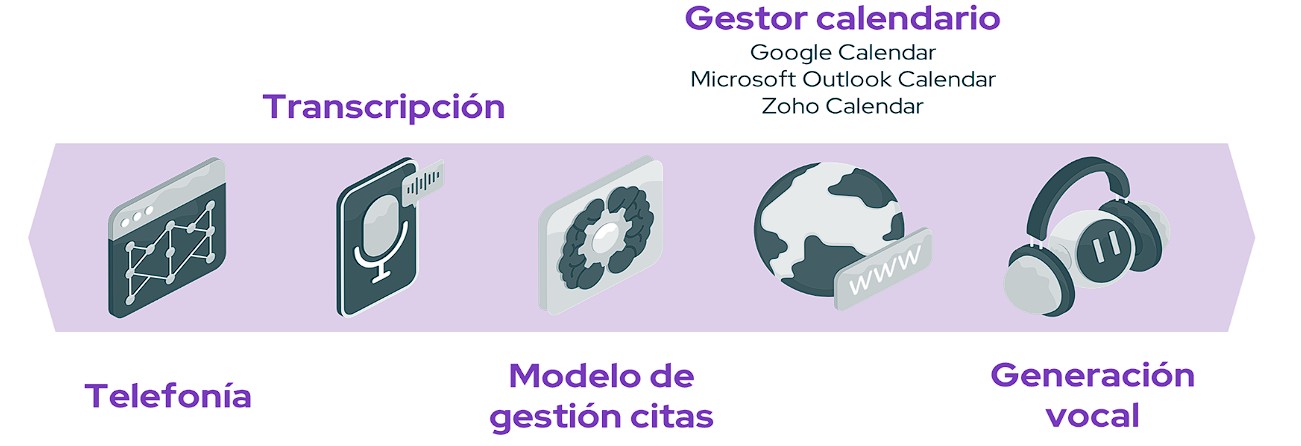 Gestor calendario
Google Calendar
Microsoft Outlook Calendar
Zoho Calendar
Transcripción
www
Telefonía
Modelo de
gestión citas
Generación
vocal